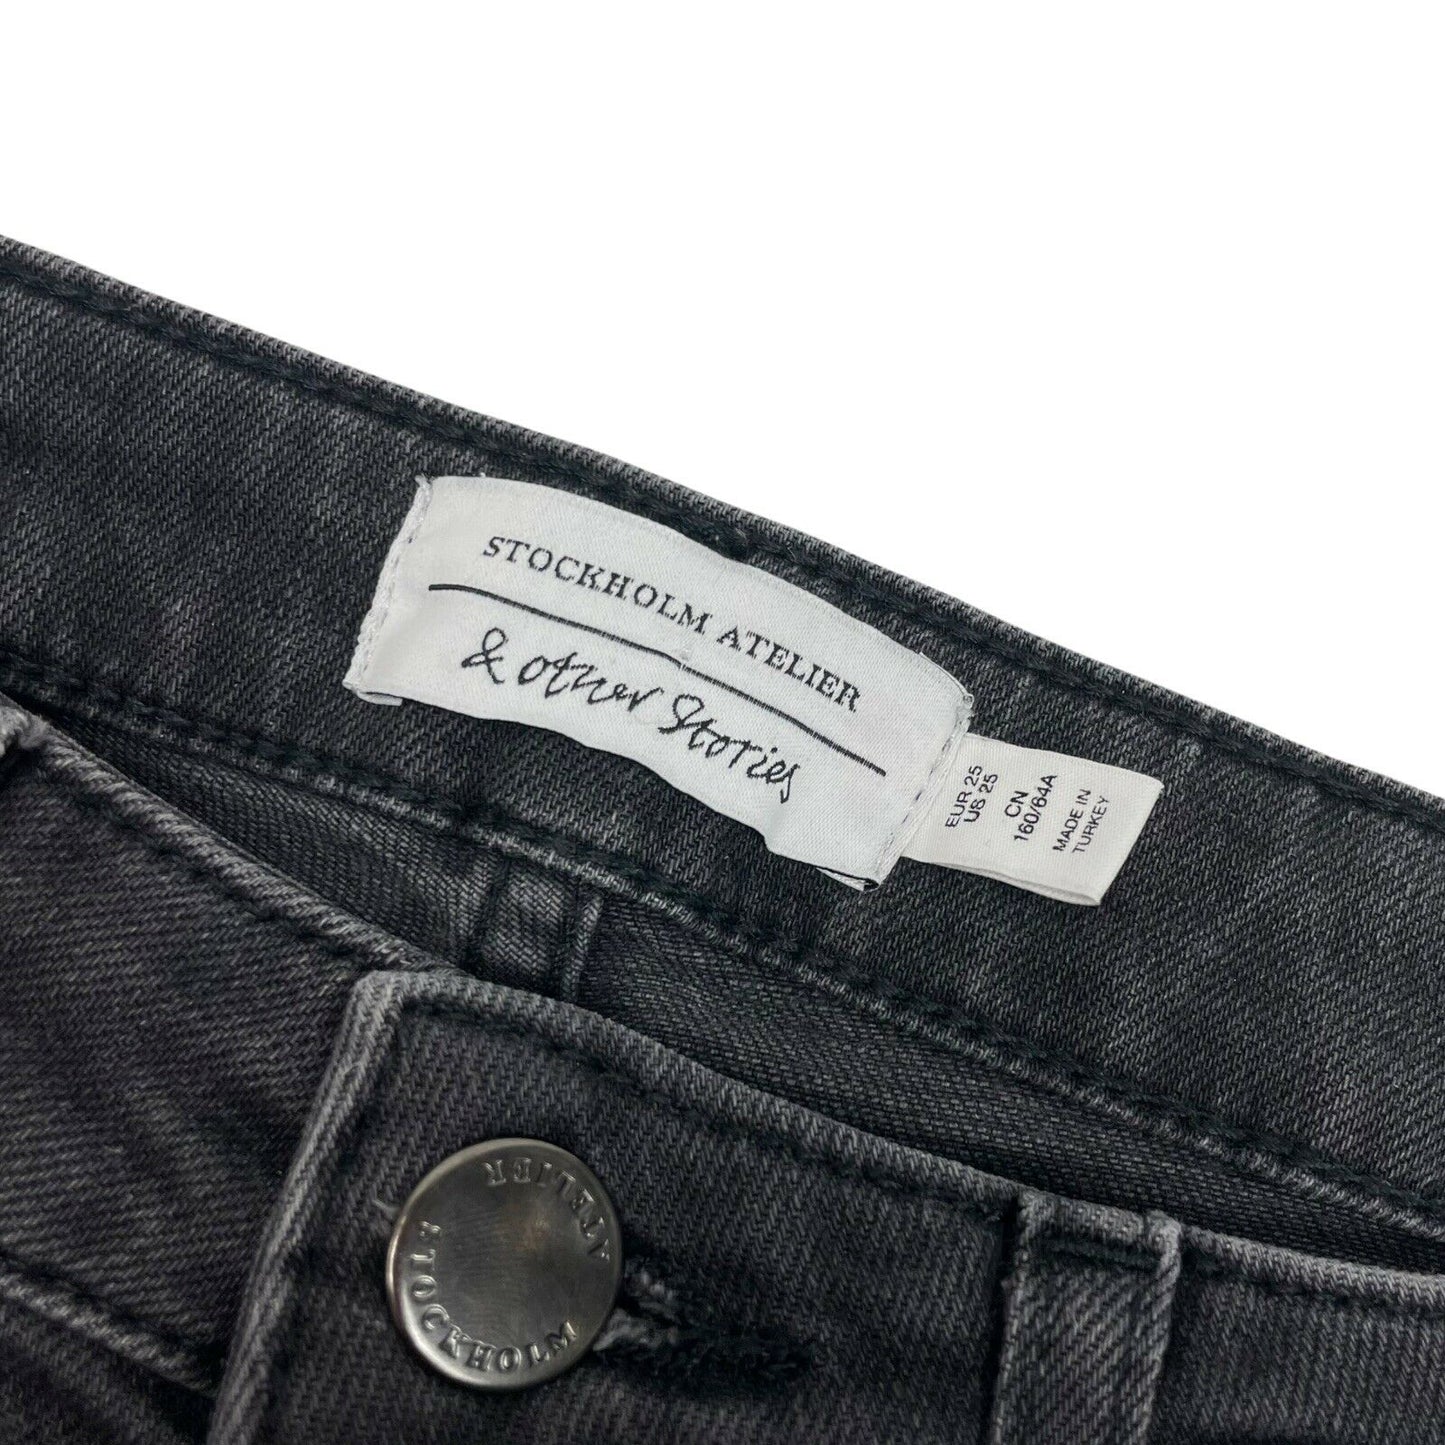 STOCKHOLM ATELIER
& other Stories
EUR 25
US 25
CN
160/64A
MADE IN
TURKEY
ATELIER
STOCKHOLM